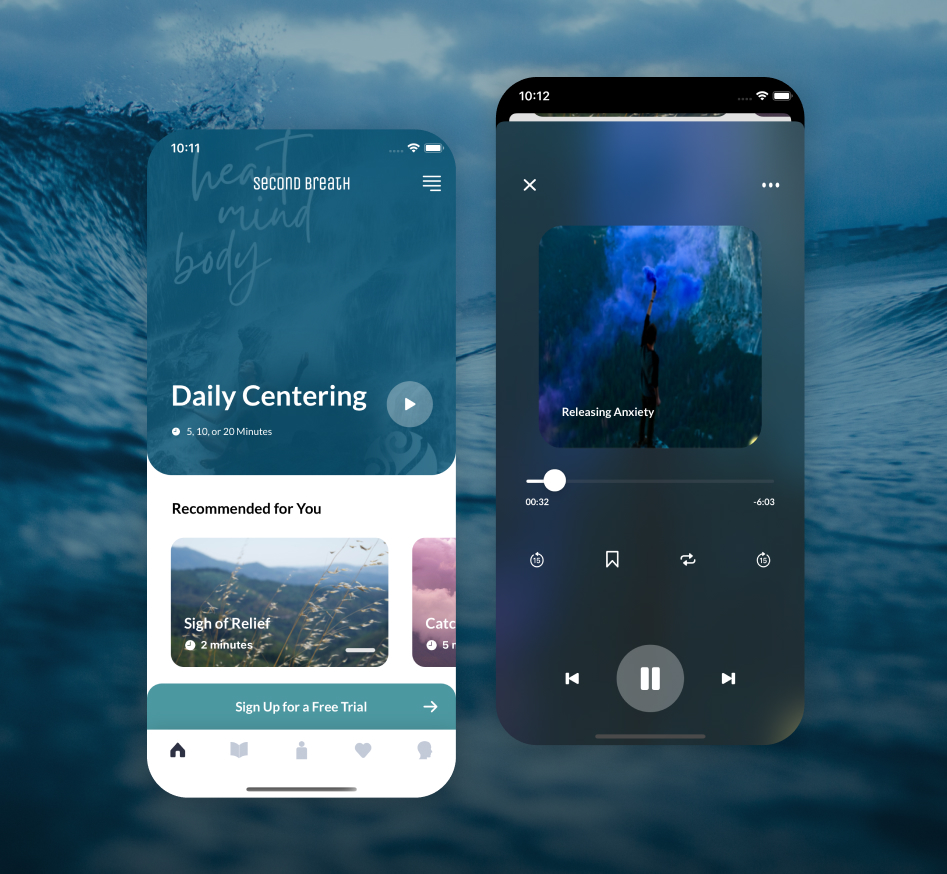 10:11
heart
mind
body
Second Breath
Daily Centering
5, 10, or 20 Minutes
Recommended for You
Sigh of Relief
2 minutes
Catc
5 r
Sign Up for a Free Trial
10:12
Releasing Anxiety
00:32
-6:03
15
15